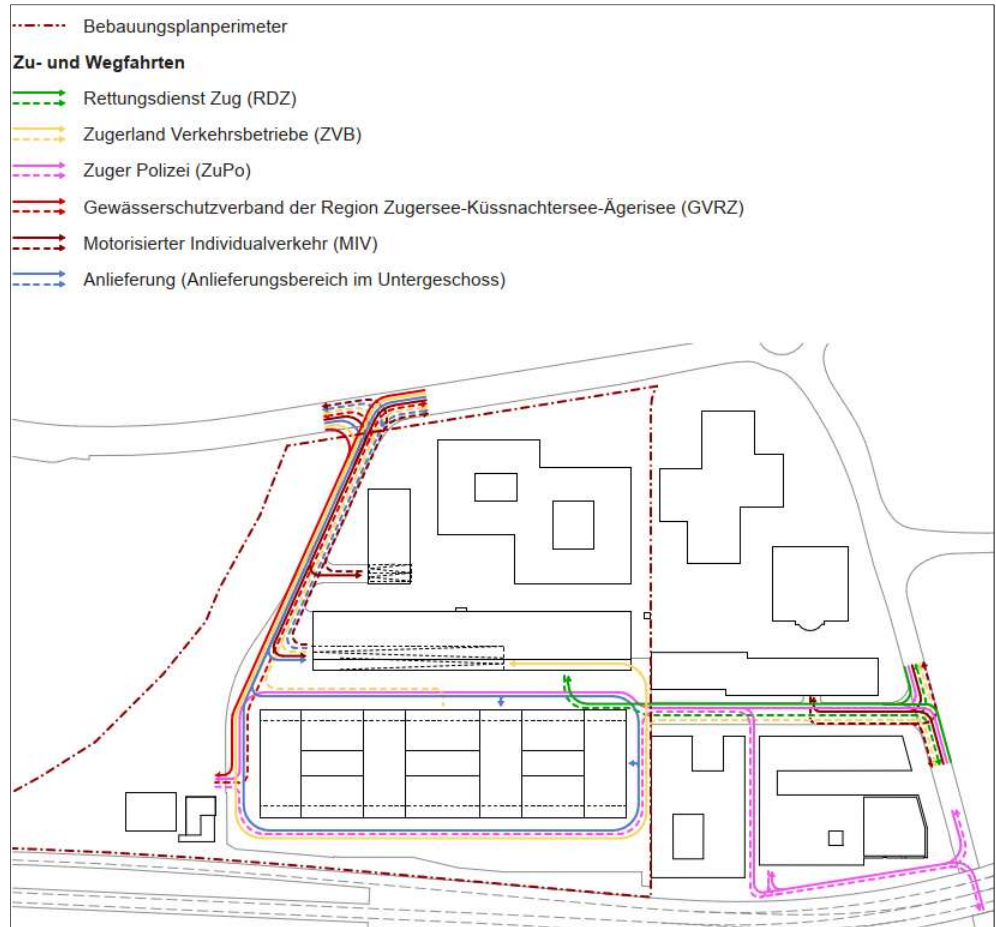 Bebauungsplanperimeter
Zu- und Wegfahrten
Rettungsdienst Zug (RDZ)
Zugerland Verkehrsbetriebe (ZVB)
Zuger Polizei (ZuPo)
Gewässerschutzverband der Region Zugersee-Küssnachtersee-Ägerisee (GVRZ)
Motorisierter Individualverkehr (MIV)
Anlieferung (Anlieferungsbereich im Untergeschoss)